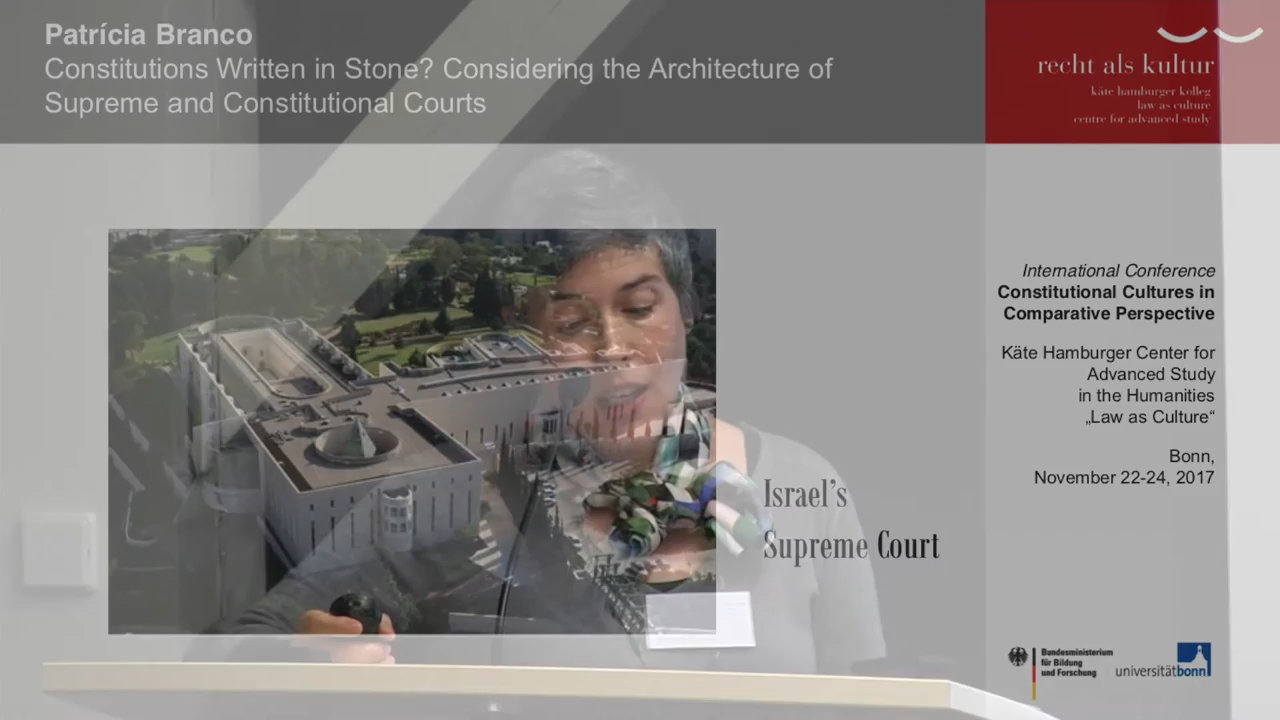 Patrícia Branco
Constitutions Written in Stone? Considering the Architecture of
Supreme and Constitutional Courts
recht als kultur
käte hamburger kolleg
law as culture
centre for advanced study
International Conference
Constitutional Cultures in
Comparative Perspective
Käte Hamburger Center for
Advanced Study
in the Humanities
„Law as Culture“
Bonn,
November 22-24, 2017
Israel's
Supreme Court
Bundesministerium
für Bildung
und Forschung
universitätbonn